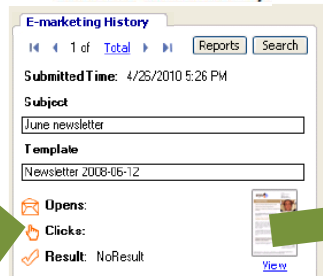 E-marketing History
1 of Total Reports Search
Submitted Time: 4/26/2010 5:26 PM
Subject
June newsletter
Template
Newsletter 2008-06-12
Opens:
Clicks:
Result: NoResult
View